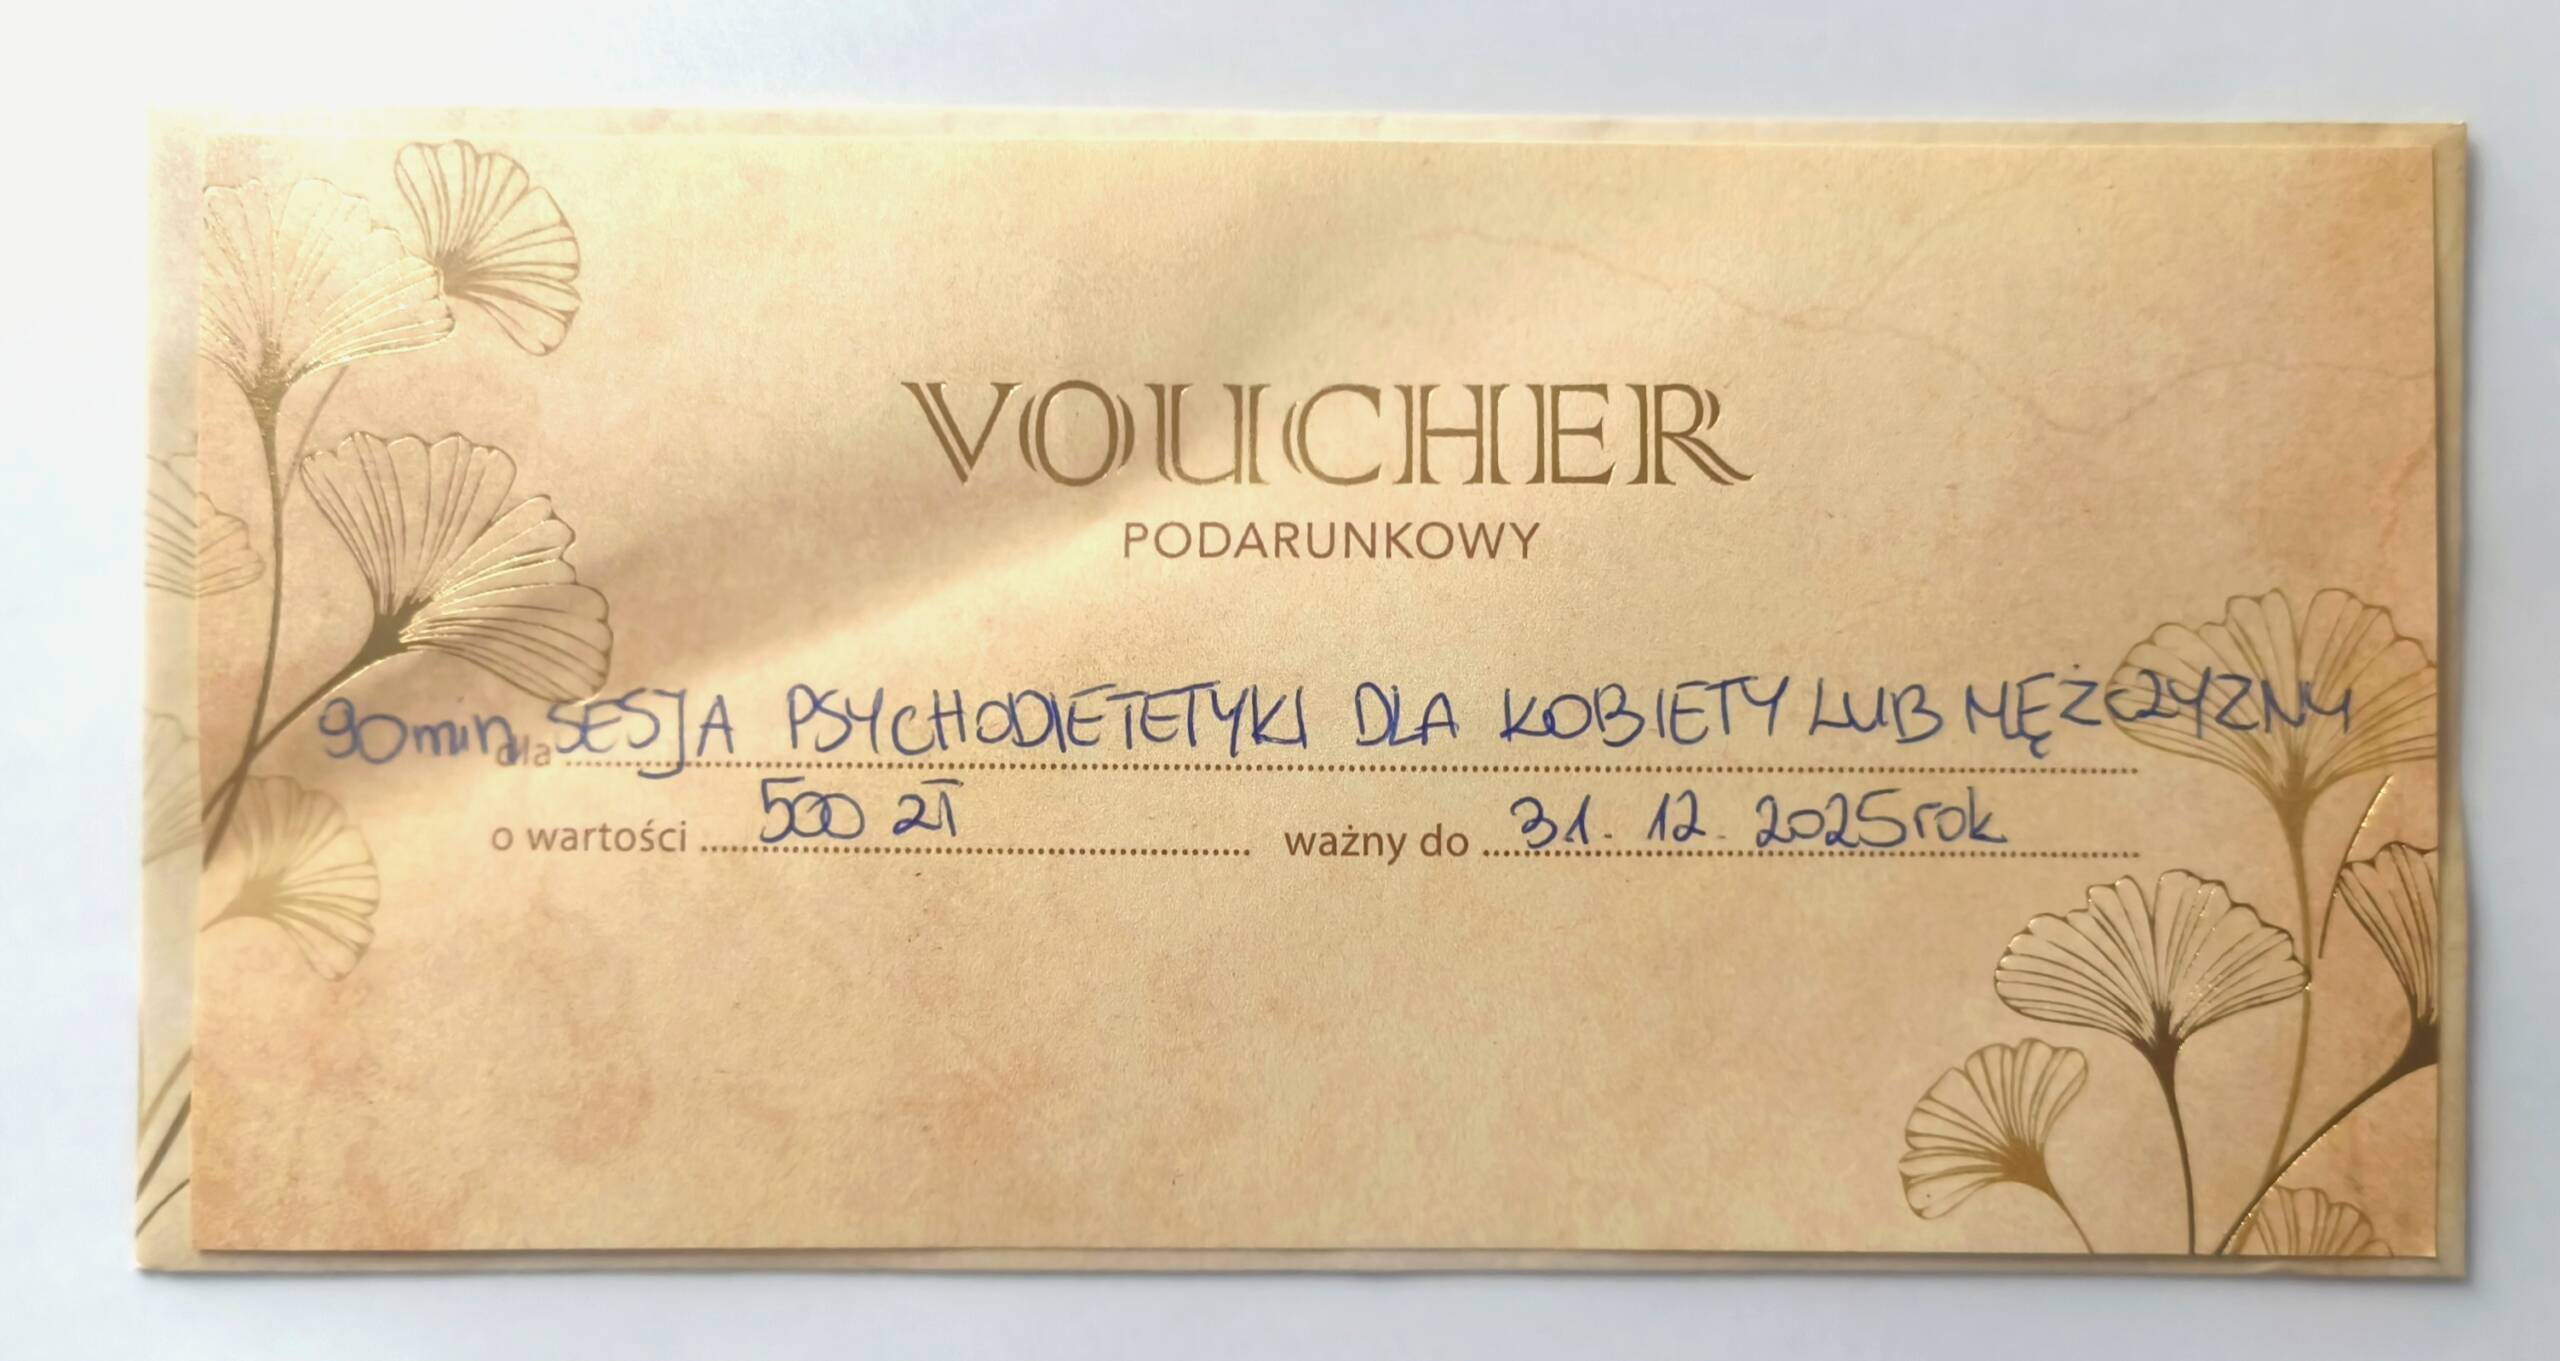 VOUCHER
PODARUNKOWY
90min dla SESJA PSYCHODIETETYKI DLA KOBIETY LUB MĘŻCZYZNY
o wartości 500 zł ważny do 31. 12. 2025 rok